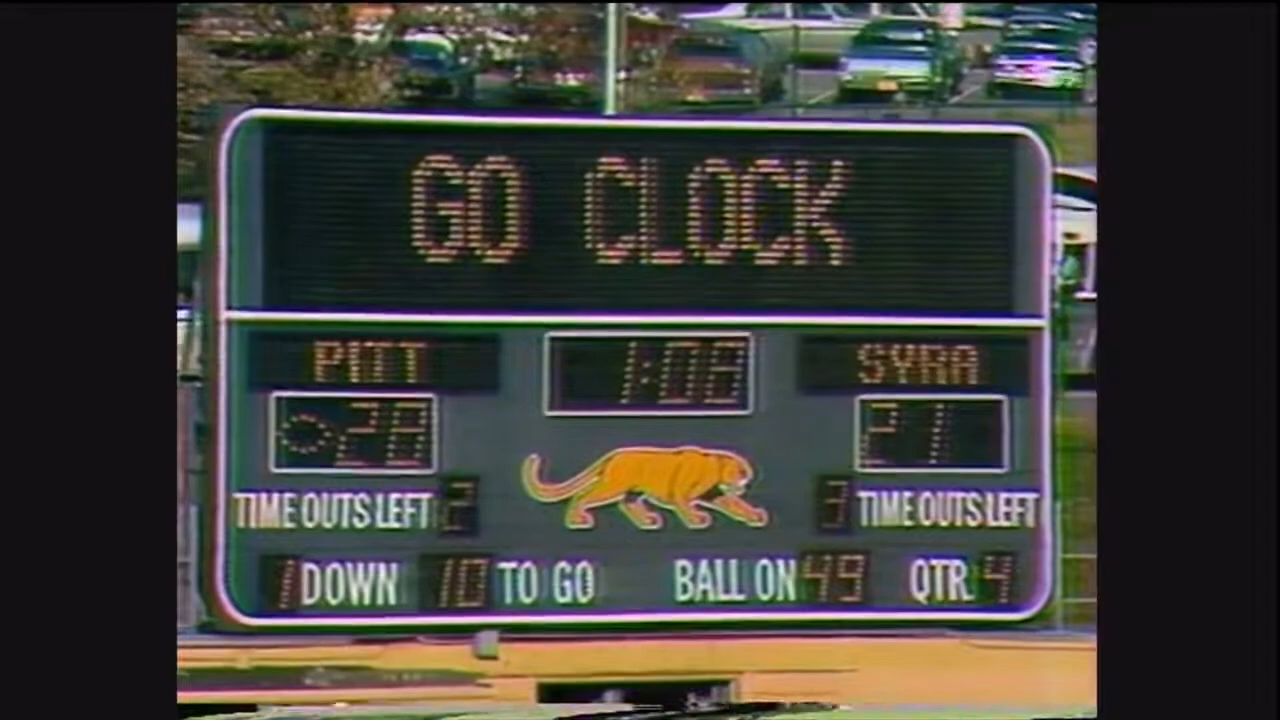 GO CLOCK
PITT 1:08 SYRA
28 21
TIME OUTS LEFT 2 3 TIME OUTS LEFT
1 DOWN 10 TO GO BALL ON 49 QTR. 4